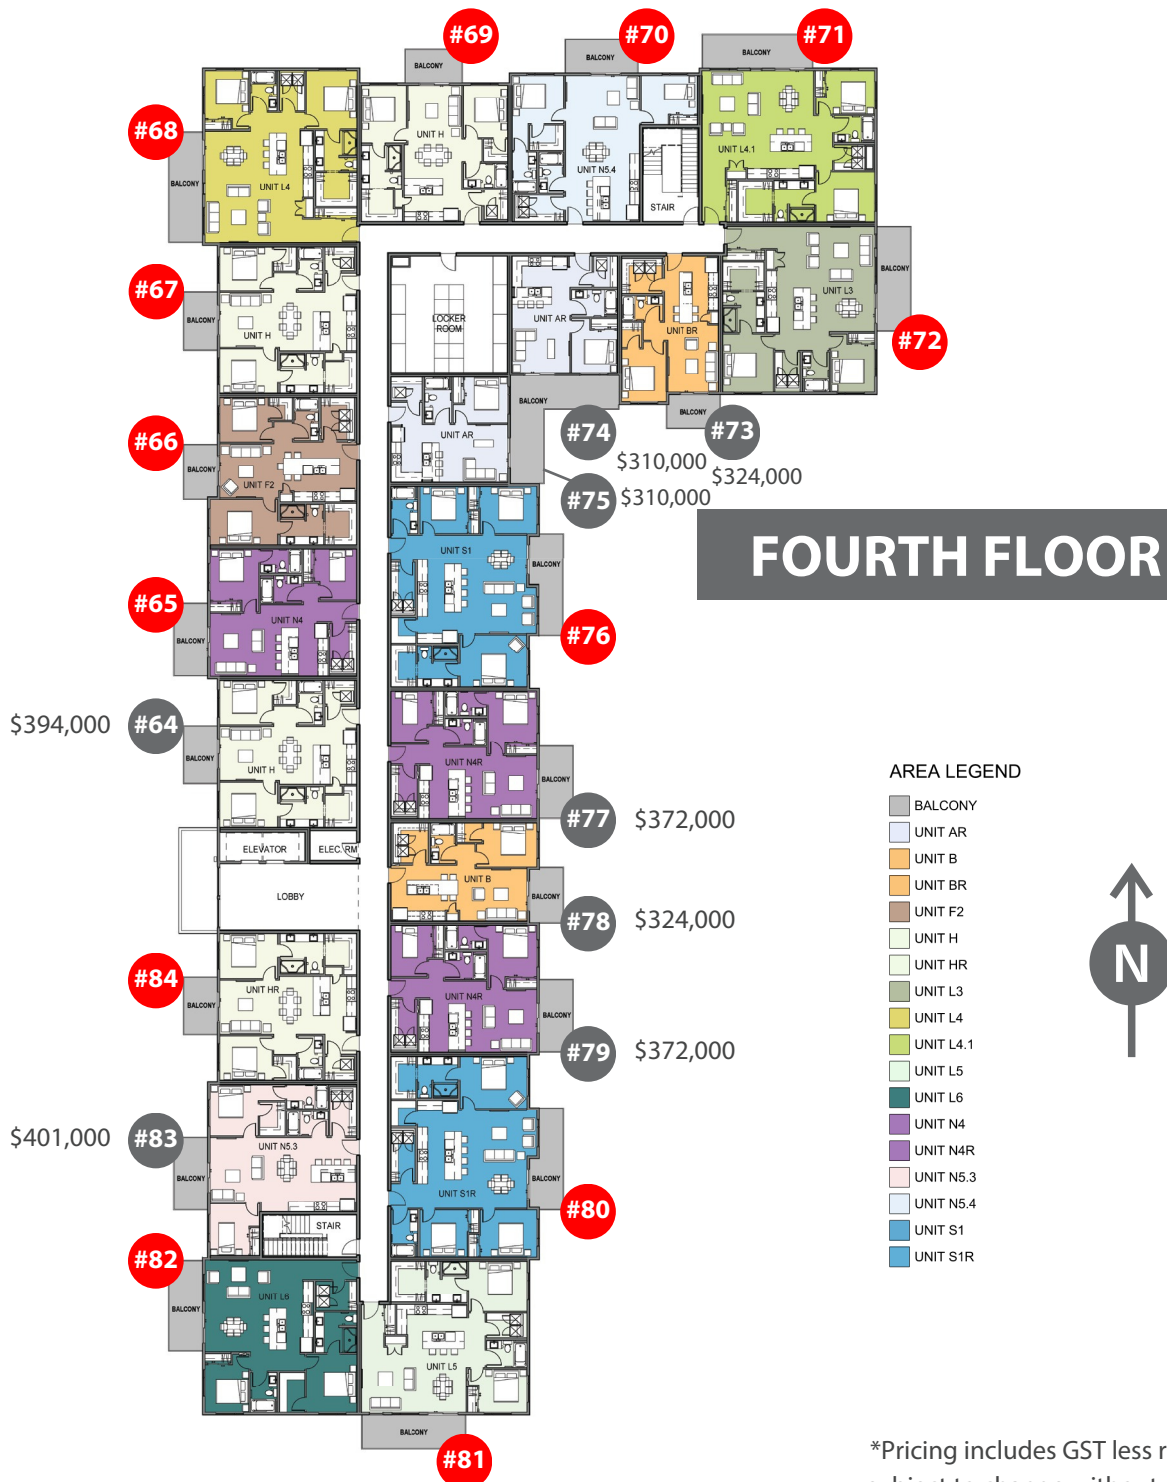 #69
#70
#71
BALCONY
BALCONY
BALCONY
#68
UNIT H
UNIT L4.1
UNIT N5.4
BALCONY
UNIT L4
STAIR
#67
BALCONY
UNIT H
LOCKER
ROOM
UNIT AR
UNIT BR
UNIT L3
BALCONY
#72
BALCONY
BALCONY
#66
BALCONY
UNIT F2
UNIT AR
#74
#73
$310,000
$324,000
#75
$310,000
FOURTH FLOOR
UNIT S1
BALCONY
#65
BALCONY
UNIT N4
#76
$394,000
#64
BALCONY
UNIT H
UNIT N4R
BALCONY
#77
$372,000
ELEVATOR
ELEC. RM
LOBBY
UNIT B
BALCONY
#78
$324,000
#84
BALCONY
UNIT HR
UNIT N4R
BALCONY
#79
$372,000
$401,000
#83
BALCONY
UNIT N5.3
STAIR
UNIT S1R
BALCONY
#80
#82
BALCONY
UNIT L6
UNIT L5
BALCONY
#81
AREA LEGEND
BALCONY
UNIT AR
UNIT B
UNIT BR
UNIT F2
UNIT H
UNIT HR
UNIT L3
UNIT L4
UNIT L4.1
UNIT L5
UNIT L6
UNIT N4
UNIT N4R
UNIT N5.3
UNIT N5.4
UNIT S1
UNIT S1R
N
*Pricing includes GST less r